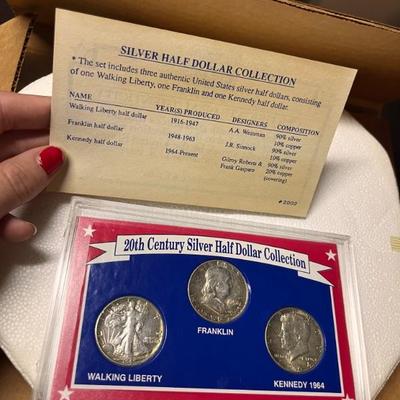 SILVER HALF DOLLAR COLLECTION
* The set includes three authentic United States silver half dollars, consisting
of one Walking Liberty, one Franklin and one Kennedy half dollar.
NAME YEAR(S) PRODUCED DESIGNERS COMPOSITION
Walking Liberty half dollar 1916-1947 A.A. Weinman 90% silver
10% copper
Franklin half dollar 1948-1963 J.R. Sinnock 90% silver
10% copper
Kennedy half dollar 1964-Present Gilroy Roberts & 90% silver
Frank Gasparo 20% copper
(covering)
# 2000
20th Century Silver Half Dollar Collection
FRANKLIN
WALKING LIBERTY
KENNEDY 1964